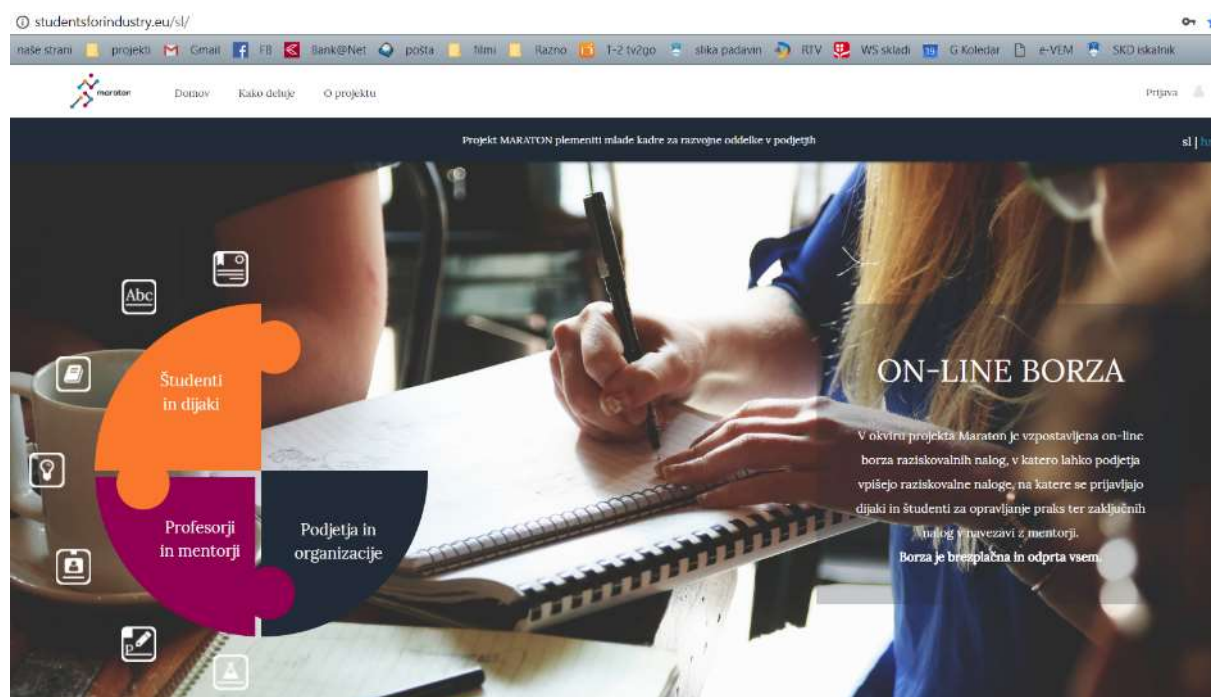 studentsforindustry.eu/sl/
naše strani projekti Gmail FB Bank@Net pošta filmi Razno T-2 tv2go slika padavin RTV WS skladi 19 G Koledar e-VEM SKD iskalnik
maraton Domov Kako deluje O projektu Prijava
Projekt MARATON plemeniti mlade kadre za razvojne oddelke v podjetjih
sl |
Abc
Študenti
in dijaki
Profesorji
in mentorji
Podjetja in
organizacije
p
ON-LINE BORZA
V okviru projekta Maraton je vzpostavljena on-line
borza raziskovalnih nalog, v katero lahko podjetja
vpišejo raziskovalne naloge, na katere se prijavljajo
dijaki in študenti za opravljanje praks ter zaključnih
nalog v navezavi z mentorji.
Borza je brezplačna in odprta vsem.